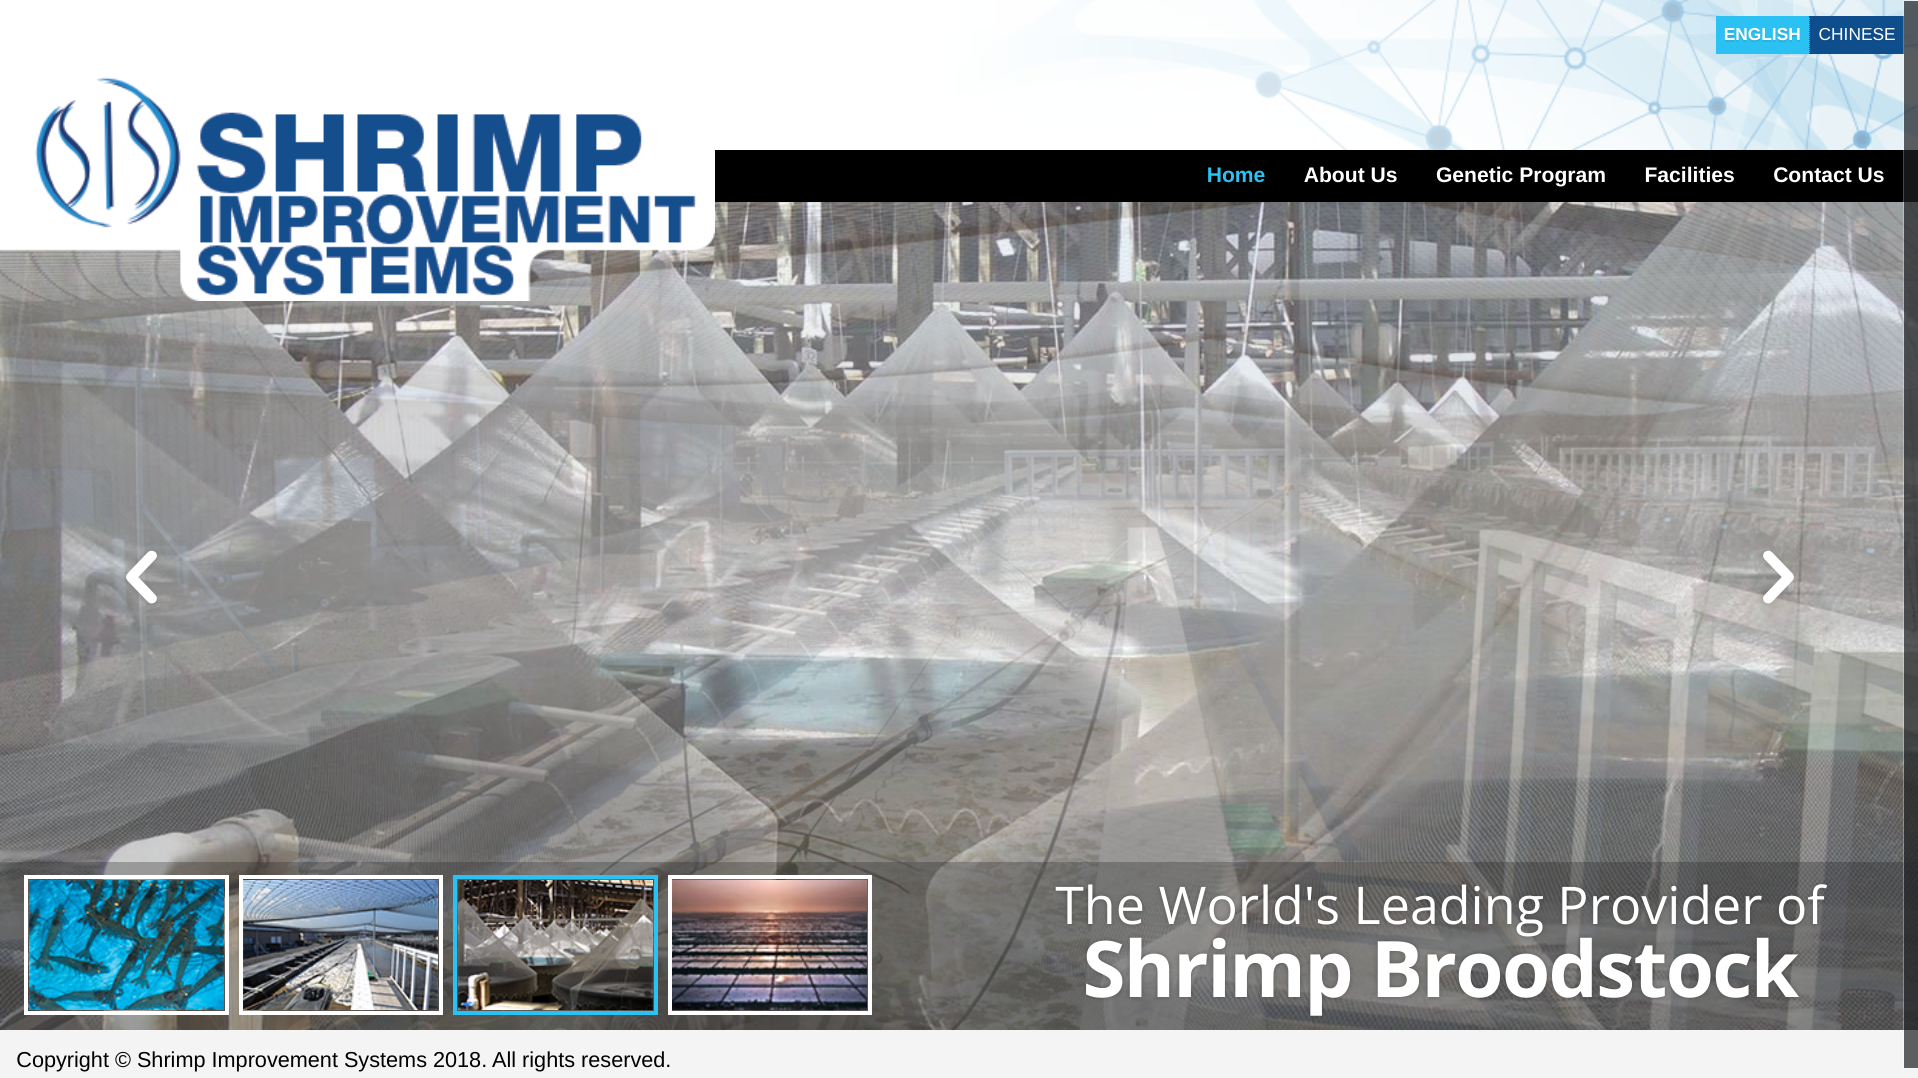 ENGLISH CHINESE
SIS
SHRIMP
IMPROVEMENT
SYSTEMS
Home About Us Genetic Program Facilities Contact Us
The World's Leading Provider of
Shrimp Broodstock
Copyright © Shrimp Improvement Systems 2018. All rights reserved.